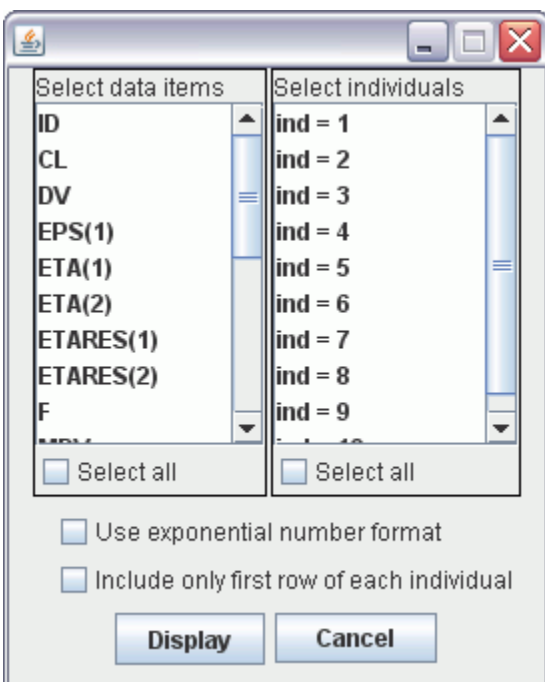 Select data items
ID
CL
DV
EPS(1)
ETA(1)
ETA(2)
ETARES(1)
ETARES(2)
F
Select all
Select individuals
ind = 1
ind = 2
ind = 3
ind = 4
ind = 5
ind = 6
ind = 7
ind = 8
ind = 9
Select all
Use exponential number format
Include only first row of each individual
Display
Cancel